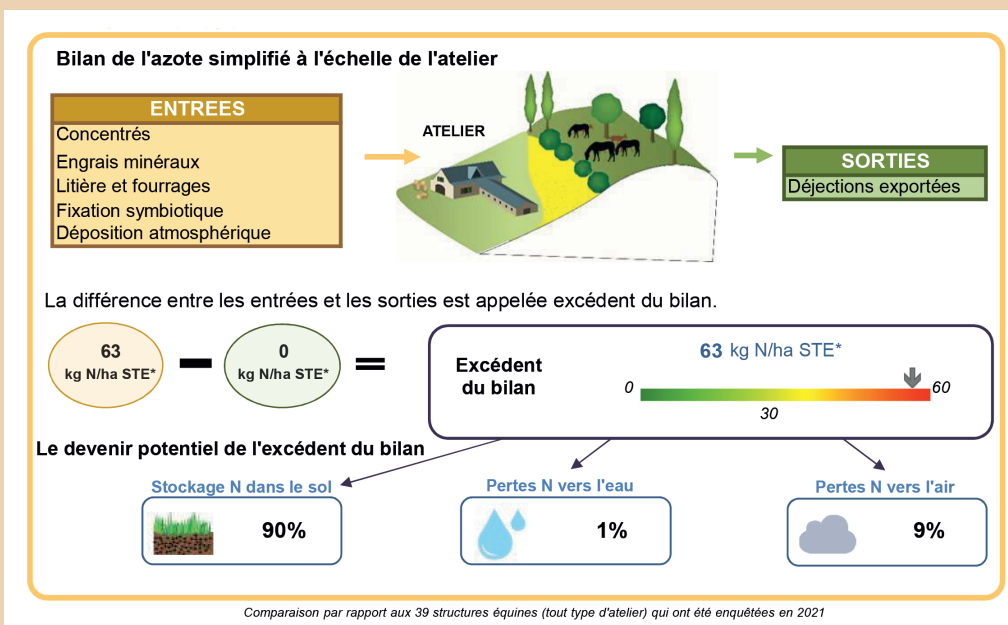 Bilan de l'azote simplifié à l'échelle de l'atelier
ENTREES
Concentrés
Engrais minéraux
Litière et fourrages
Fixation symbiotique
Déposition atmosphérique
ATELIER
SORTIES
Déjections exportées
La différence entre les entrées et les sorties est appelée excédent du bilan.
63
kg N/ha STE*
0
kg N/ha STE*
Excédent
du bilan
63 kg N/ha STE*
0
60
30
Le devenir potentiel de l'excédent du bilan
Stockage N dans le sol
90%
Pertes N vers l'eau
1%
Pertes N vers l'air
9%
Comparaison par rapport aux 39 structures équines (tout type d'atelier) qui ont été enquêtées en 2021